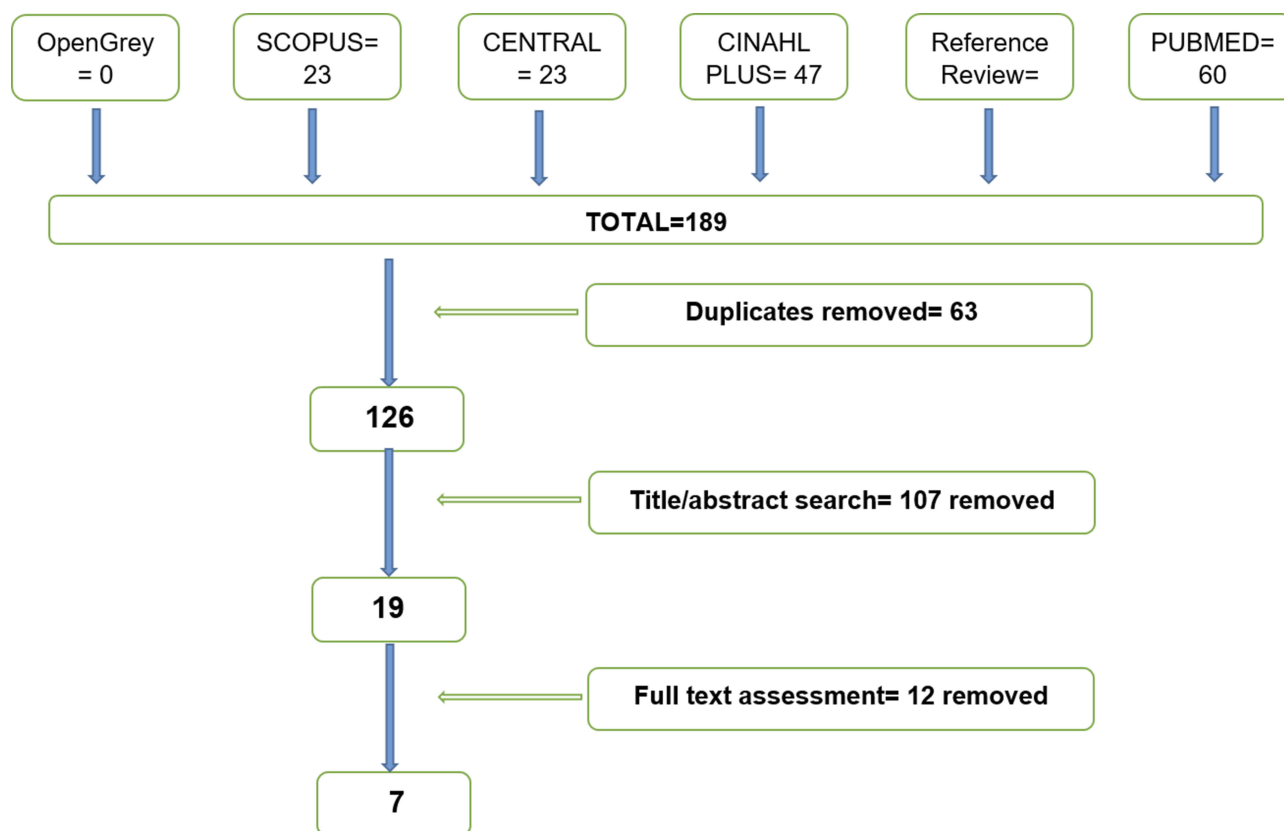 OpenGrey
= 0
SCOPUS=
23
CENTRAL
= 23
CINAHL
PLUS= 47
Reference
Review=
PUBMED=
60
TOTAL=189
Duplicates removed= 63
126
Title/abstract search= 107 removed
19
Full text assessment= 12 removed
7